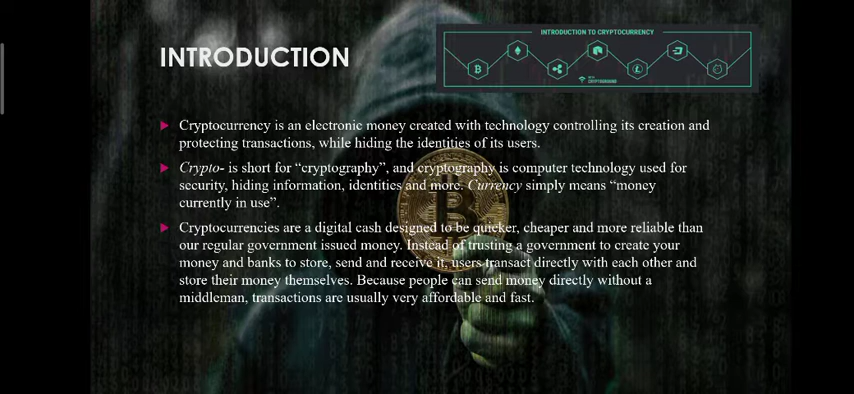 INTRODUCTION
INTRODUCTION TO CRYPTOCURRENCY
Cryptocurrency is an electronic money created with technology controlling its creation and
protecting transactions, while hiding the identities of its users.
Crypto- is short for “cryptography”, and cryptography is computer technology used for
security, hiding information, identities and more. Currency simply means “money
currently in use”.
Cryptocurrencies are a digital cash designed to be quicker, cheaper and more reliable than
our regular government issued money. Instead of trusting a government to create your
money and banks to store, send and receive it, users transact directly with each other and
store their money themselves. Because people can send money directly without a
middleman, transactions are usually very affordable and fast.